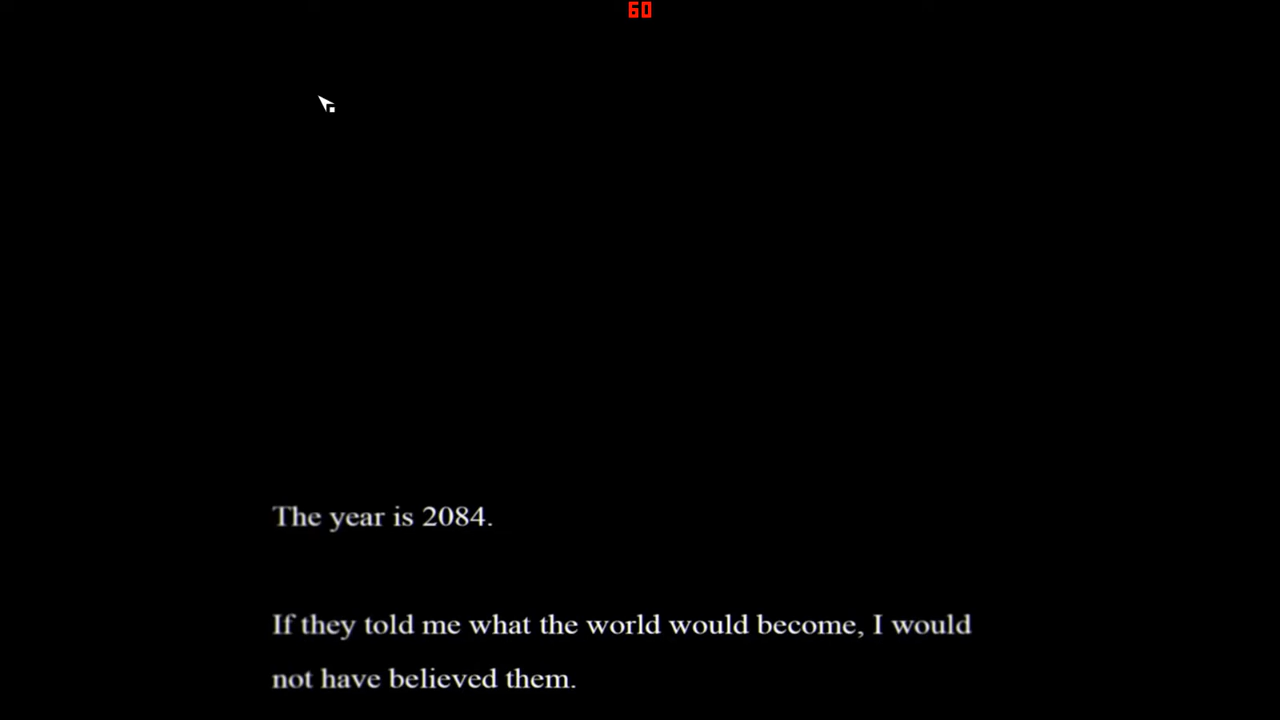 60
The year is 2084.
If they told me what the world would become, I would
not have believed them.